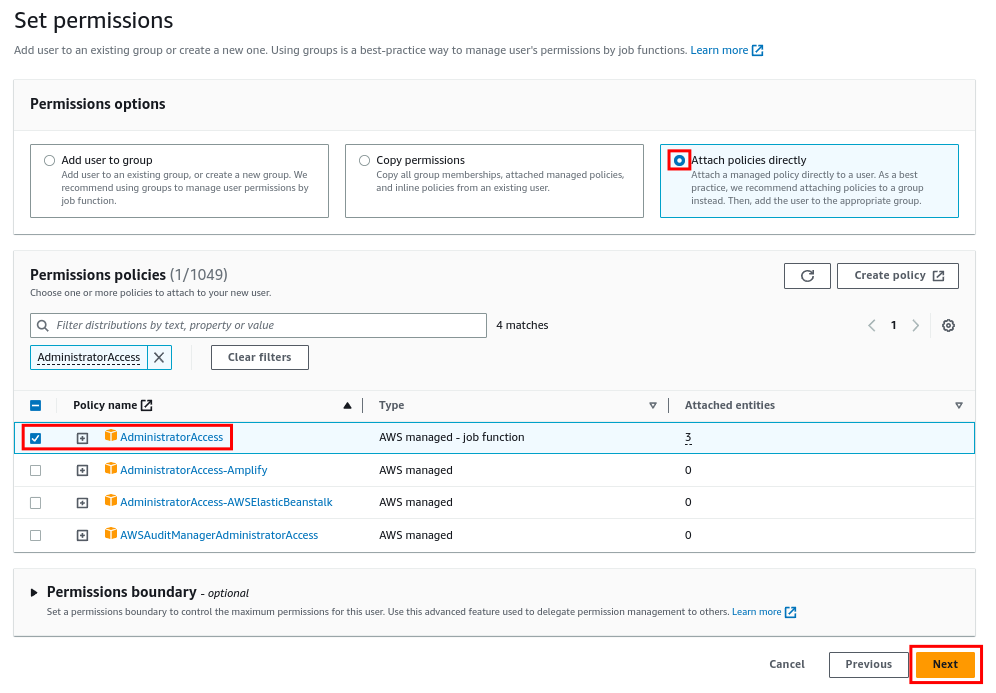 Set permissions
Add user to an existing group or create a new one. Using groups is a best-practice way to manage user's permissions by job functions. Learn more
Permissions options
Add user to group
Add user to an existing group, or create a new group. We
recommend using groups to manage user permissions by
job function.
Copy permissions
Copy all group memberships, attached managed policies,
and inline policies from an existing user.
Attach policies directly
Attach a managed policy directly to a user. As a best
practice, we recommend attaching policies to a group
instead. Then, add the user to the appropriate group.
Permissions policies (1/1049)
Choose one or more policies to attach to your new user.
Create policy
Filter distributions by text, property or value
4 matches
1
AdministratorAccess
Clear filters
Policy name Type Attached entities
AdministratorAccess AWS managed - job function 3
AdministratorAccess-Amplify AWS managed 0
AdministratorAccess-AWSElasticBeanstalk AWS managed 0
AWSAuditManagerAdministratorAccess AWS managed 0
Permissions boundary - optional
Set a permissions boundary to control the maximum permissions for this user. Use this advanced feature used to delegate permission management to others. Learn more
Cancel Previous Next